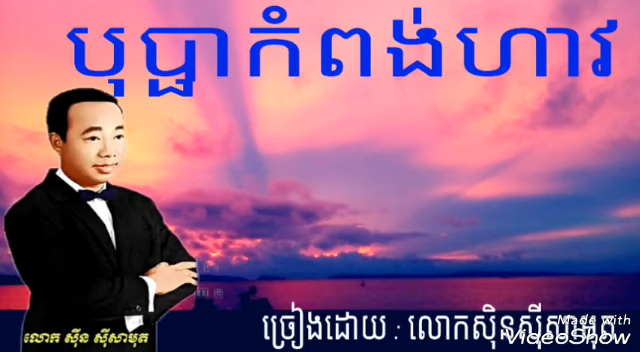 បុប្ផាកំពង់ហាវ
លោក ស៊ីន ស៊ីសាមុត
ច្រៀងដោយ : លោកស៊ិនស៊ីសាមុត
Made with
VideoShow